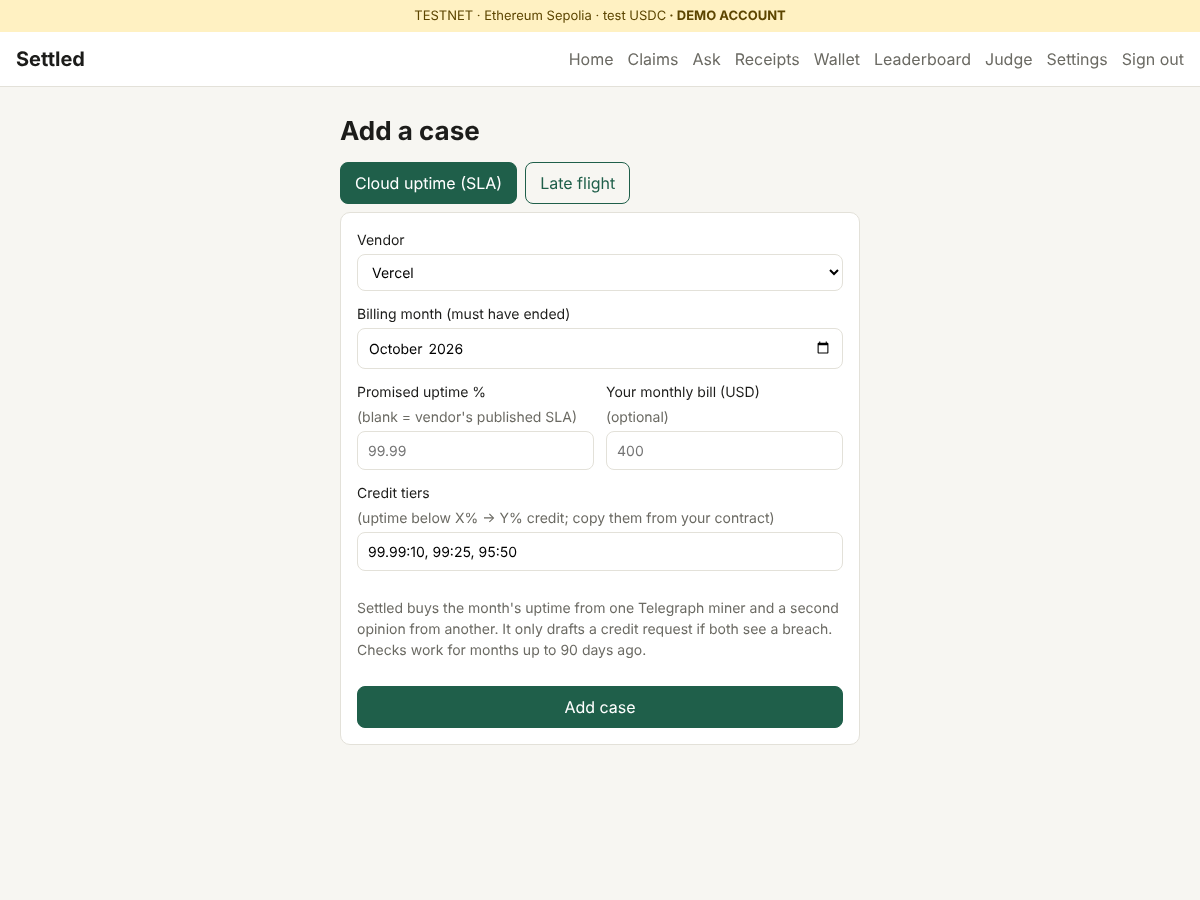 TESTNET · Ethereum Sepolia · test USDC · DEMO ACCOUNT
Settled
Home Claims Ask Receipts Wallet Leaderboard Judge Settings Sign out
Add a case
Cloud uptime (SLA) Late flight
Vendor
Vercel
Billing month (must have ended)
October 2026
Promised uptime % Your monthly bill (USD)
(blank = vendor's published SLA) (optional)
99.99 400
Credit tiers
(uptime below X% → Y% credit; copy them from your contract)
99.99:10, 99:25, 95:50
Settled buys the month's uptime from one Telegraph miner and a second
opinion from another. It only drafts a credit request if both see a breach.
Checks work for months up to 90 days ago.
Add case